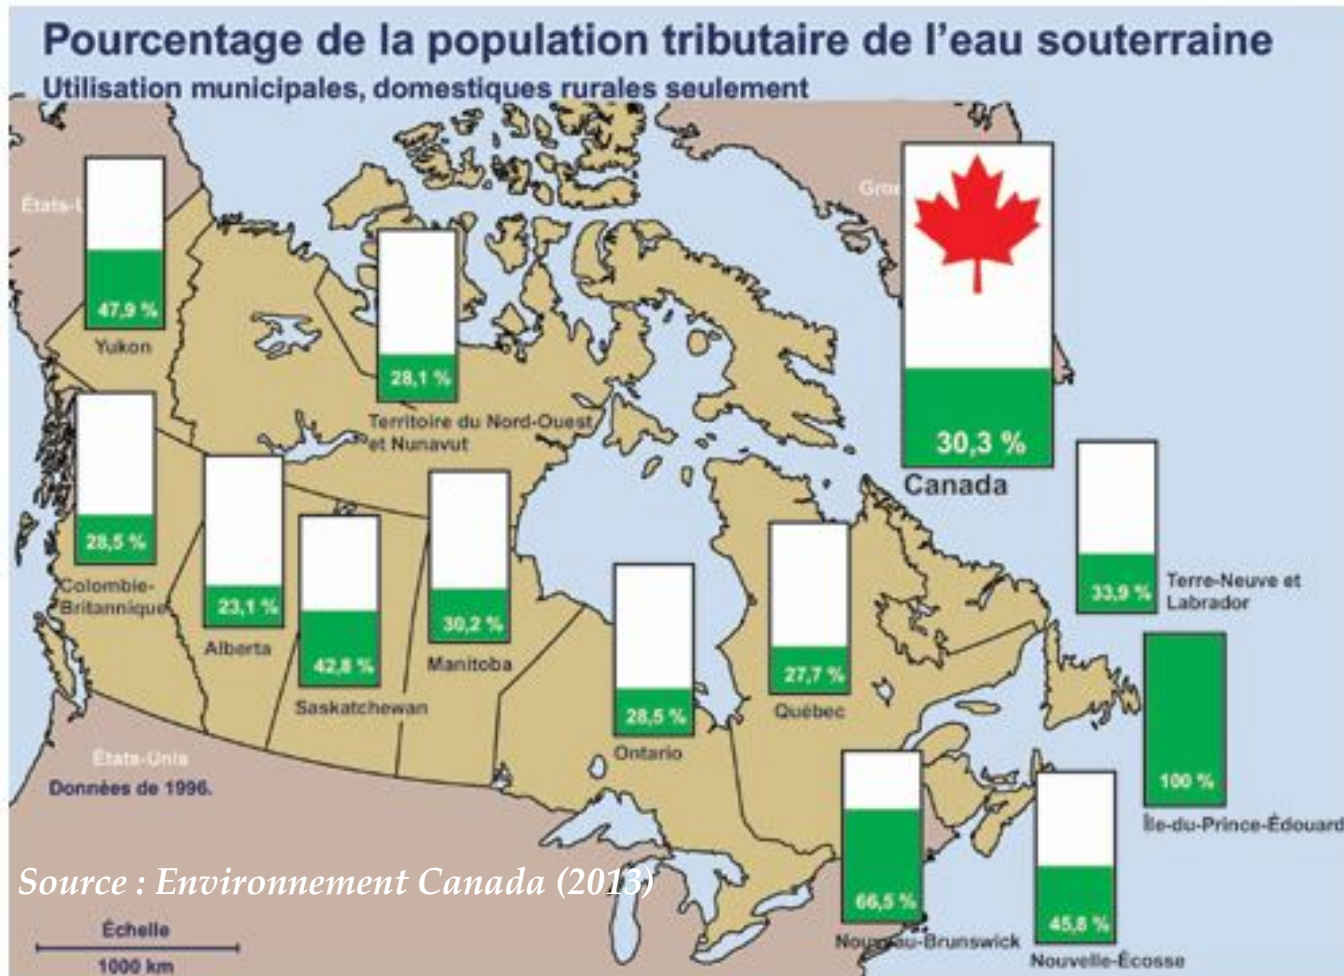 Pourcentage de la population tributaire de l'eau souterraine
Utilisation municipales, domestiques rurales seulement
États-U
Gro
47,9 %
Yukon
28,1 %
Territoire du Nord-Ouest
et Nunavut
30,3 %
Canada
28,5 %
Colombie-
Britannique
23,1 %
Alberta
42,8 %
Saskatchewan
30,2 %
Manitoba
28,5 %
Ontario
27,7 %
Québec
33,9 %
Terre-Neuve et
Labrador
100 %
Île-du-Prince-Édouard
66,5 %
Nouveau-Brunswick
45,8 %
Nouvelle-Écosse
États-Unis
Données de 1996.
Source : Environnement Canada (2013)
Échelle
1000 km